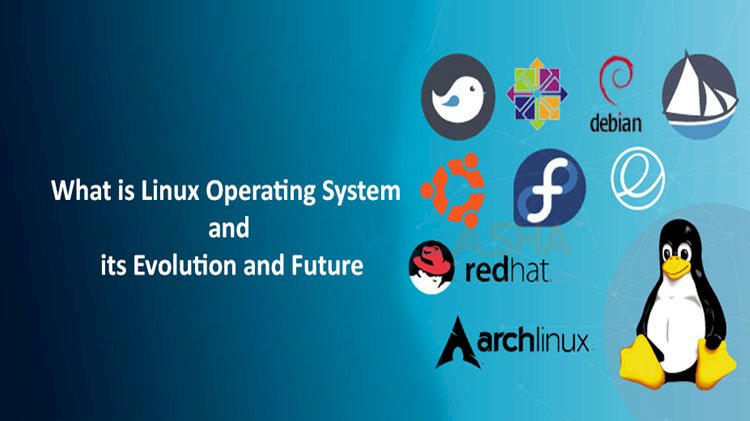 What is Linux Operating System
and
its Evolution and Future
debian
redhat
archlinux